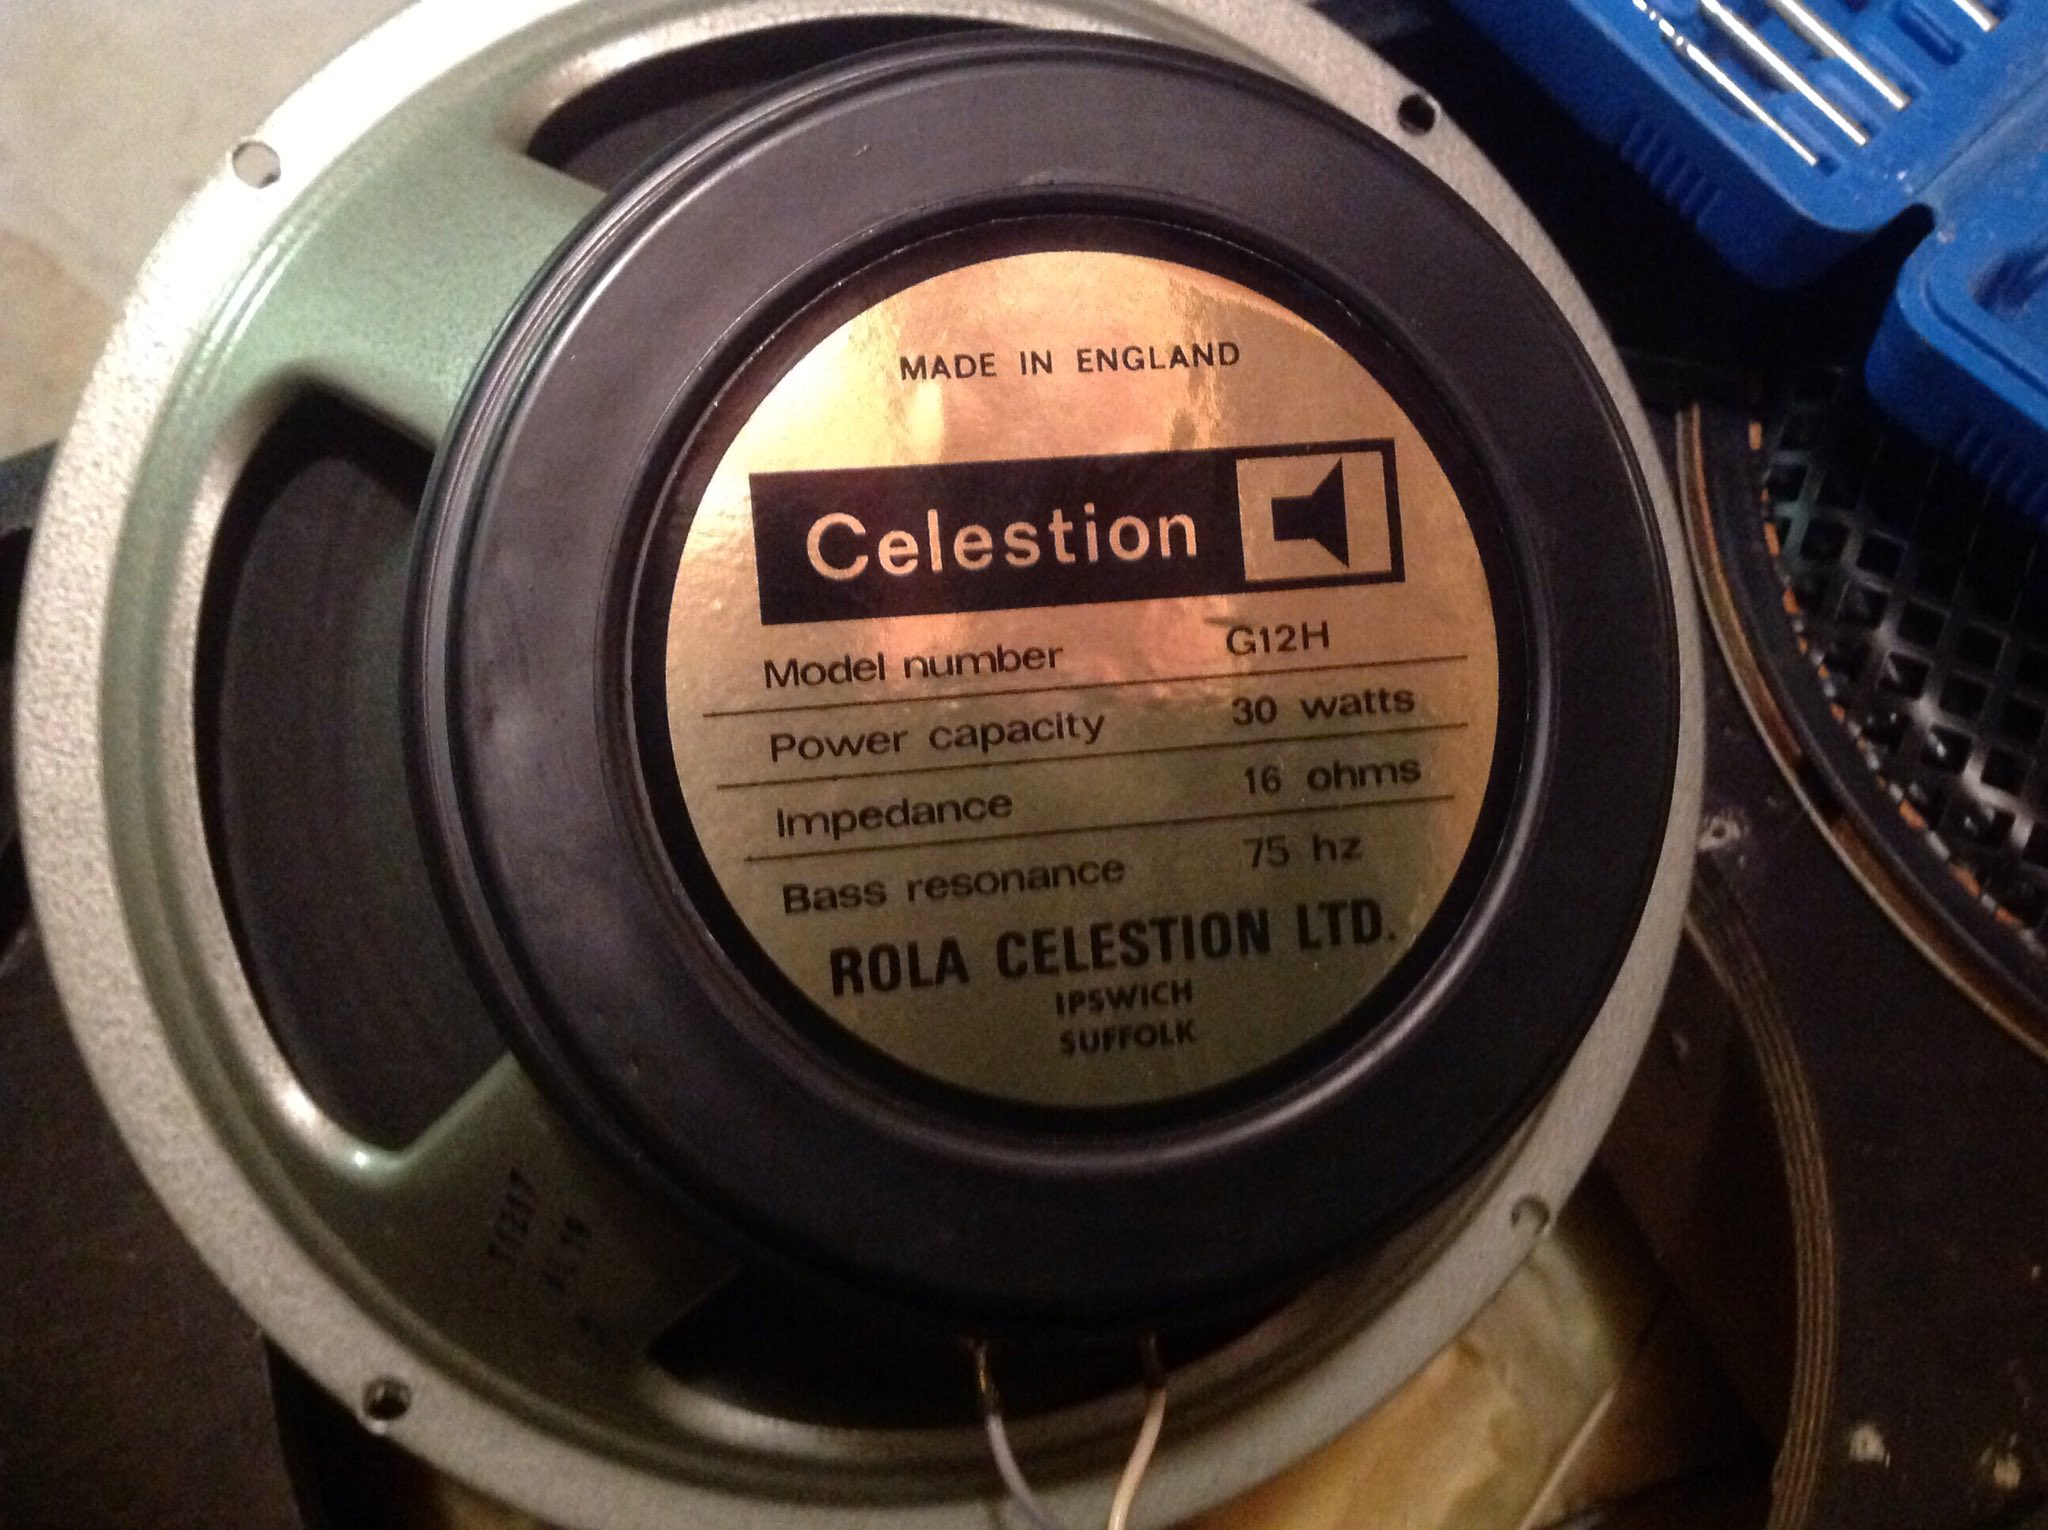 MADE IN ENGLAND
Celestion
Model number G12H
Power capacity 30 watts
Impedance 16 ohms
Bass resonance 75 hz
ROLA CELESTION LTD.
IPSWICH
SUFFOLK